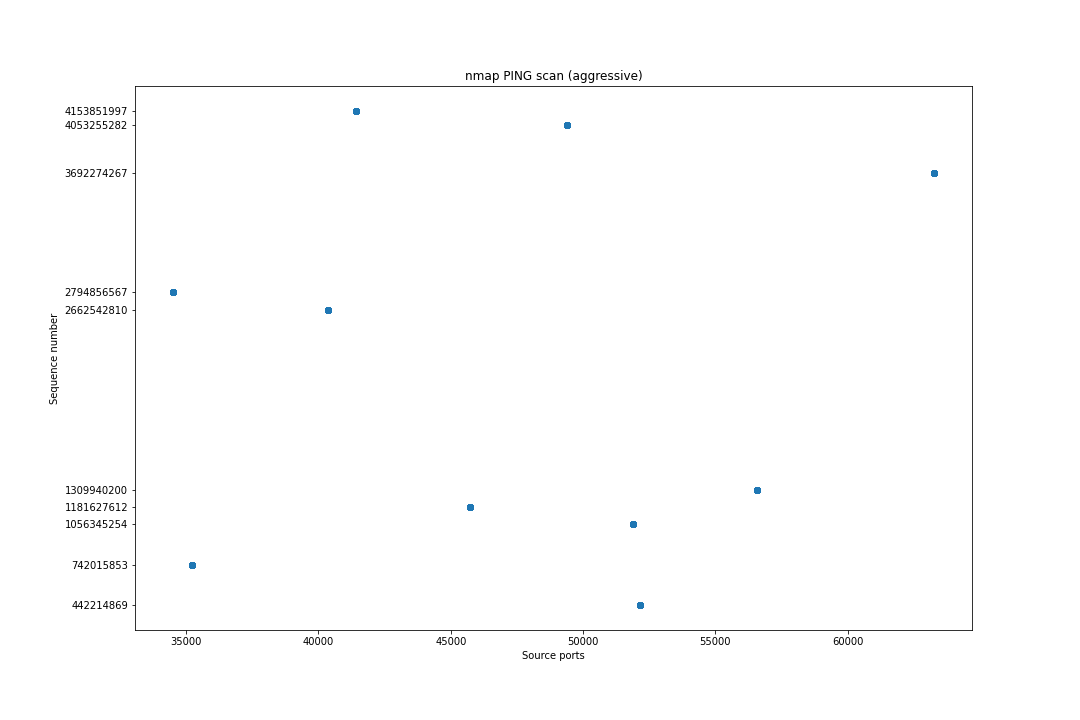 nmap PING scan (aggressive)
4153851997
4053255282
3692274267
2794856567
2662542810
1309940200
1181627612
1056345254
742015853
442214869
Sequence number
35000 40000 45000 50000 55000 60000
Source ports